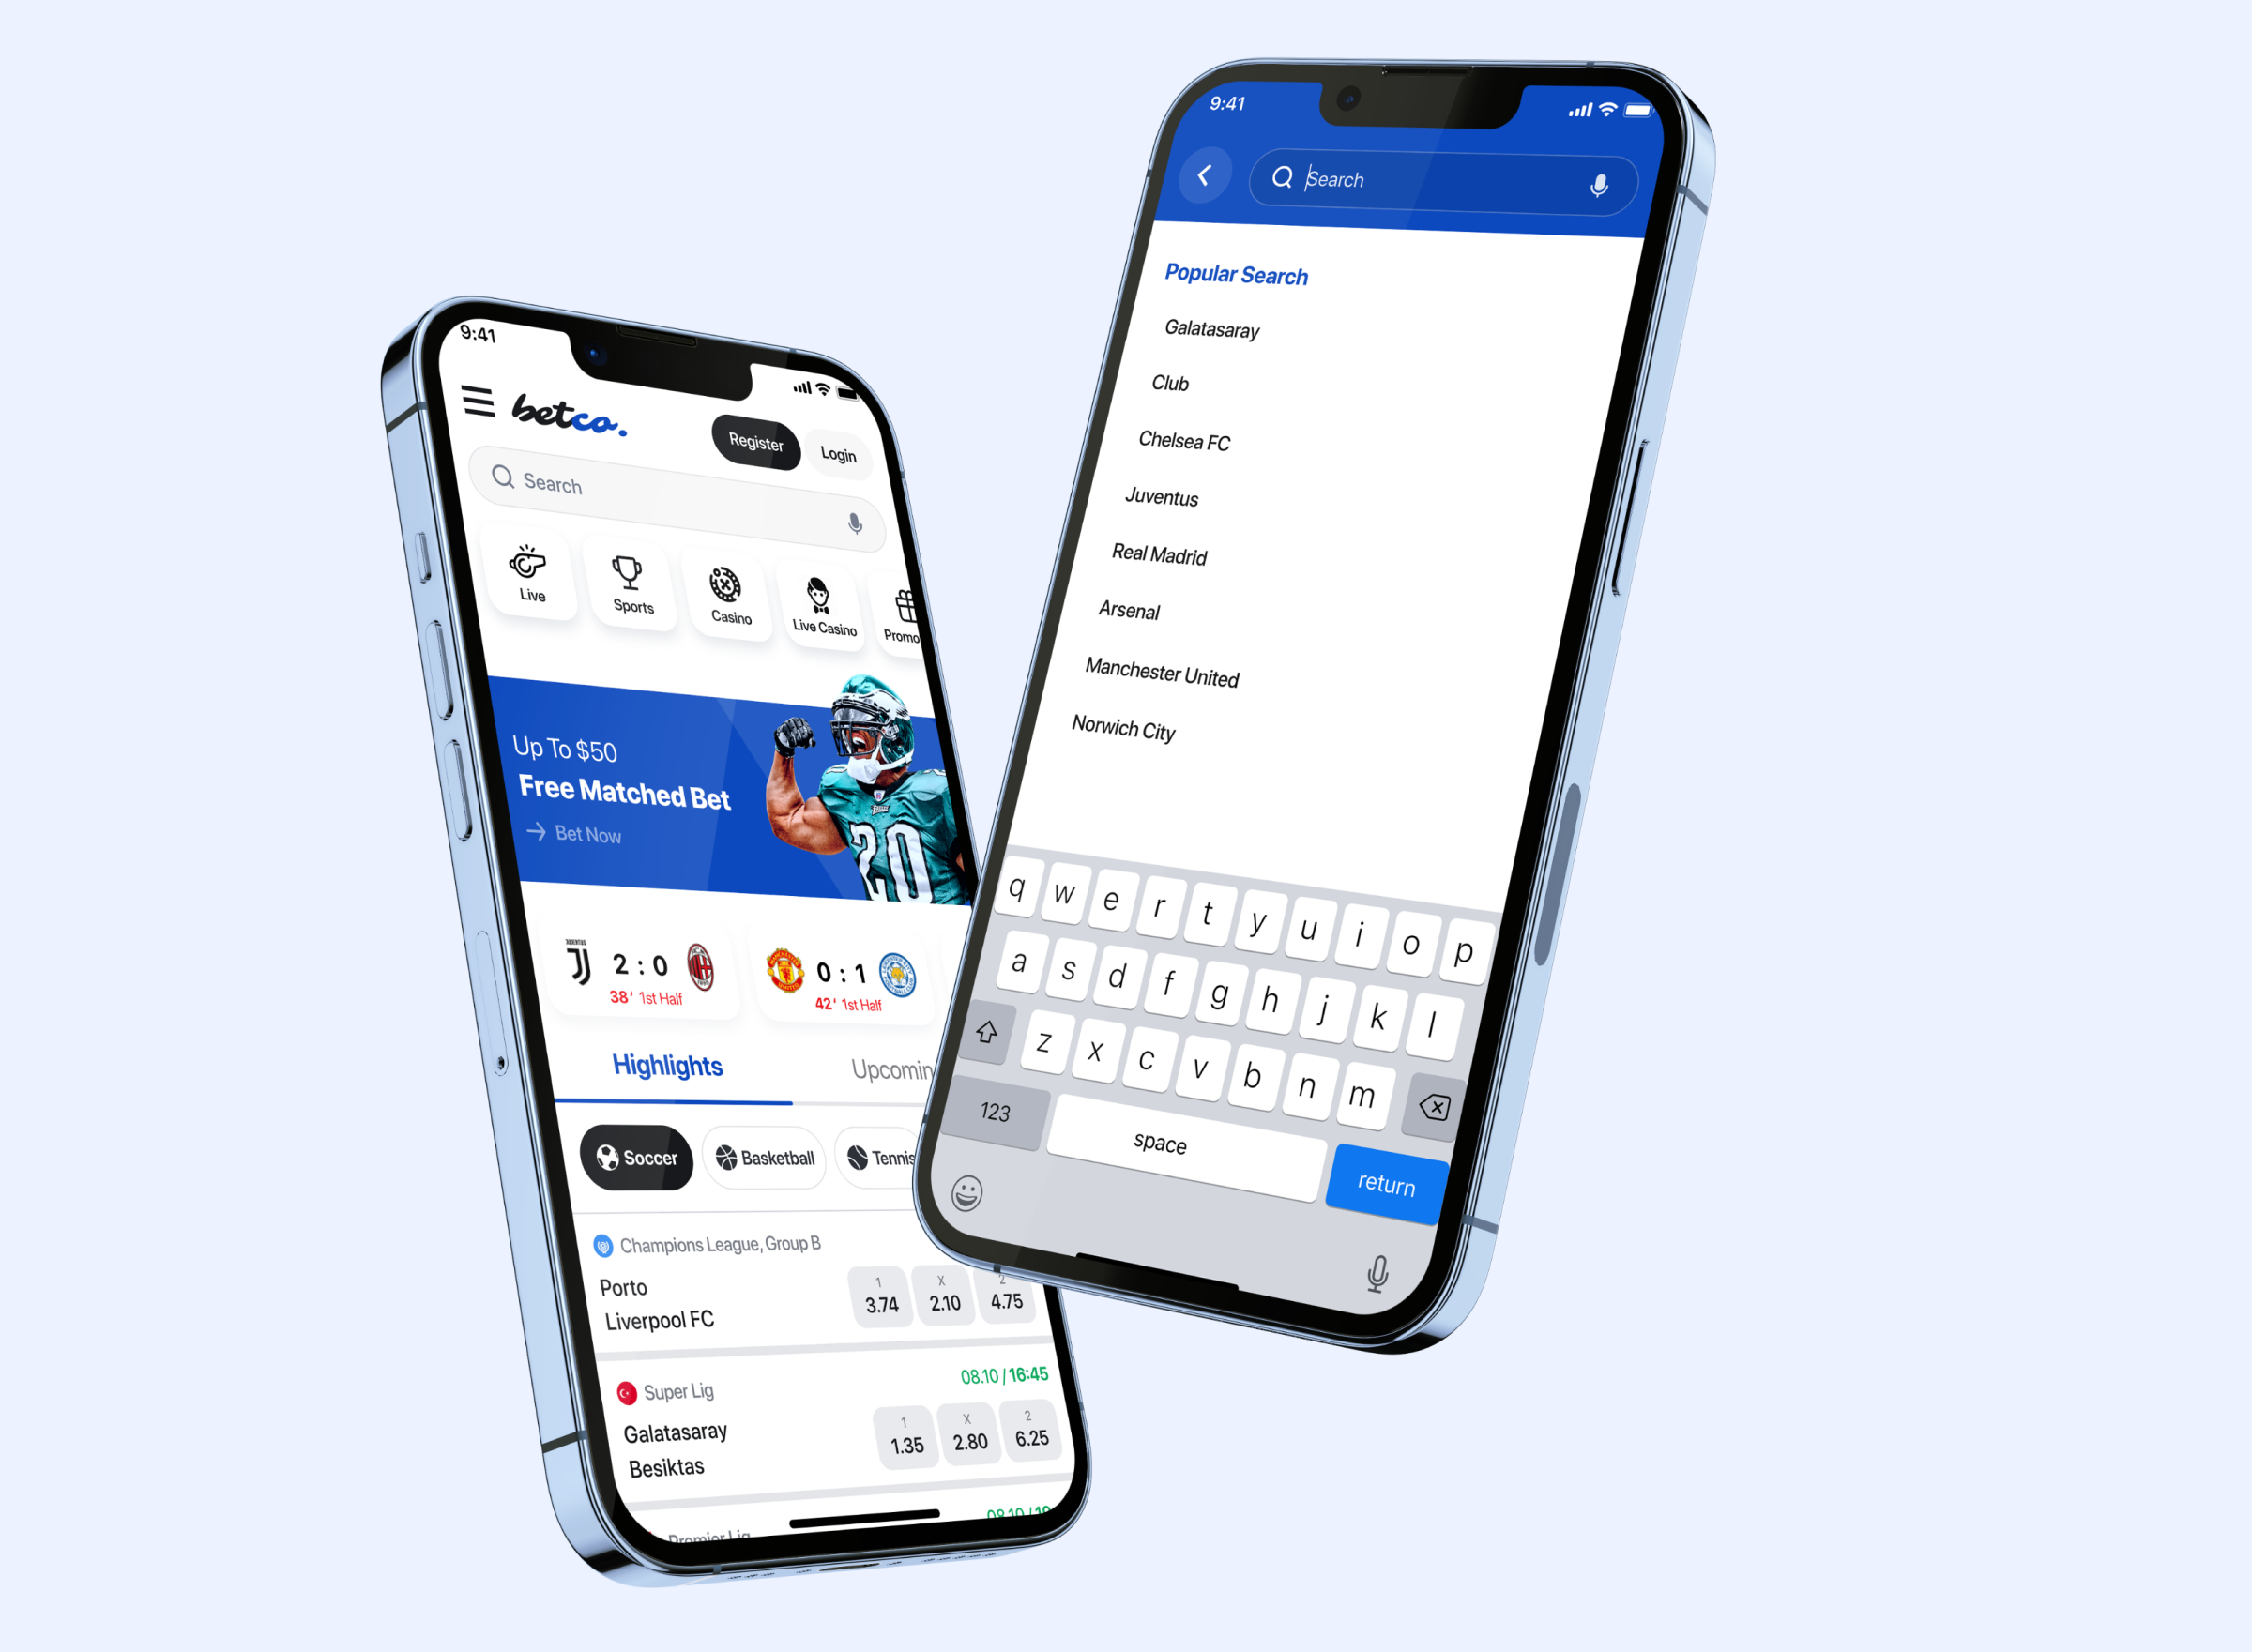 9:41
betco.
Register
Login
Search
Live
Sports
Casino
Live Casino
Promo
Up To $50
Free Matched Bet
Bet Now
20
JUVENTUS
2 : 0
38' 1st Half
0 : 1
42' 1st Half
Highlights
Upcomin
Soccer
Basketball
Tennis
Champions League, Group B
Porto
Liverpool FC
1
X
2
3.74
2.10
4.75
Super Lig
08.10 / 16:45
Galatasaray
Besiktas
1
X
2
1.35
2.80
6.25
Premier Lig
9:41
Search
Popular Search
Galatasaray
Club
Chelsea FC
Juventus
Real Madrid
Arsenal
Manchester United
Norwich City
q w e r t y u i o p
a s d f g h j k l
z x c v b n m
123
space
return